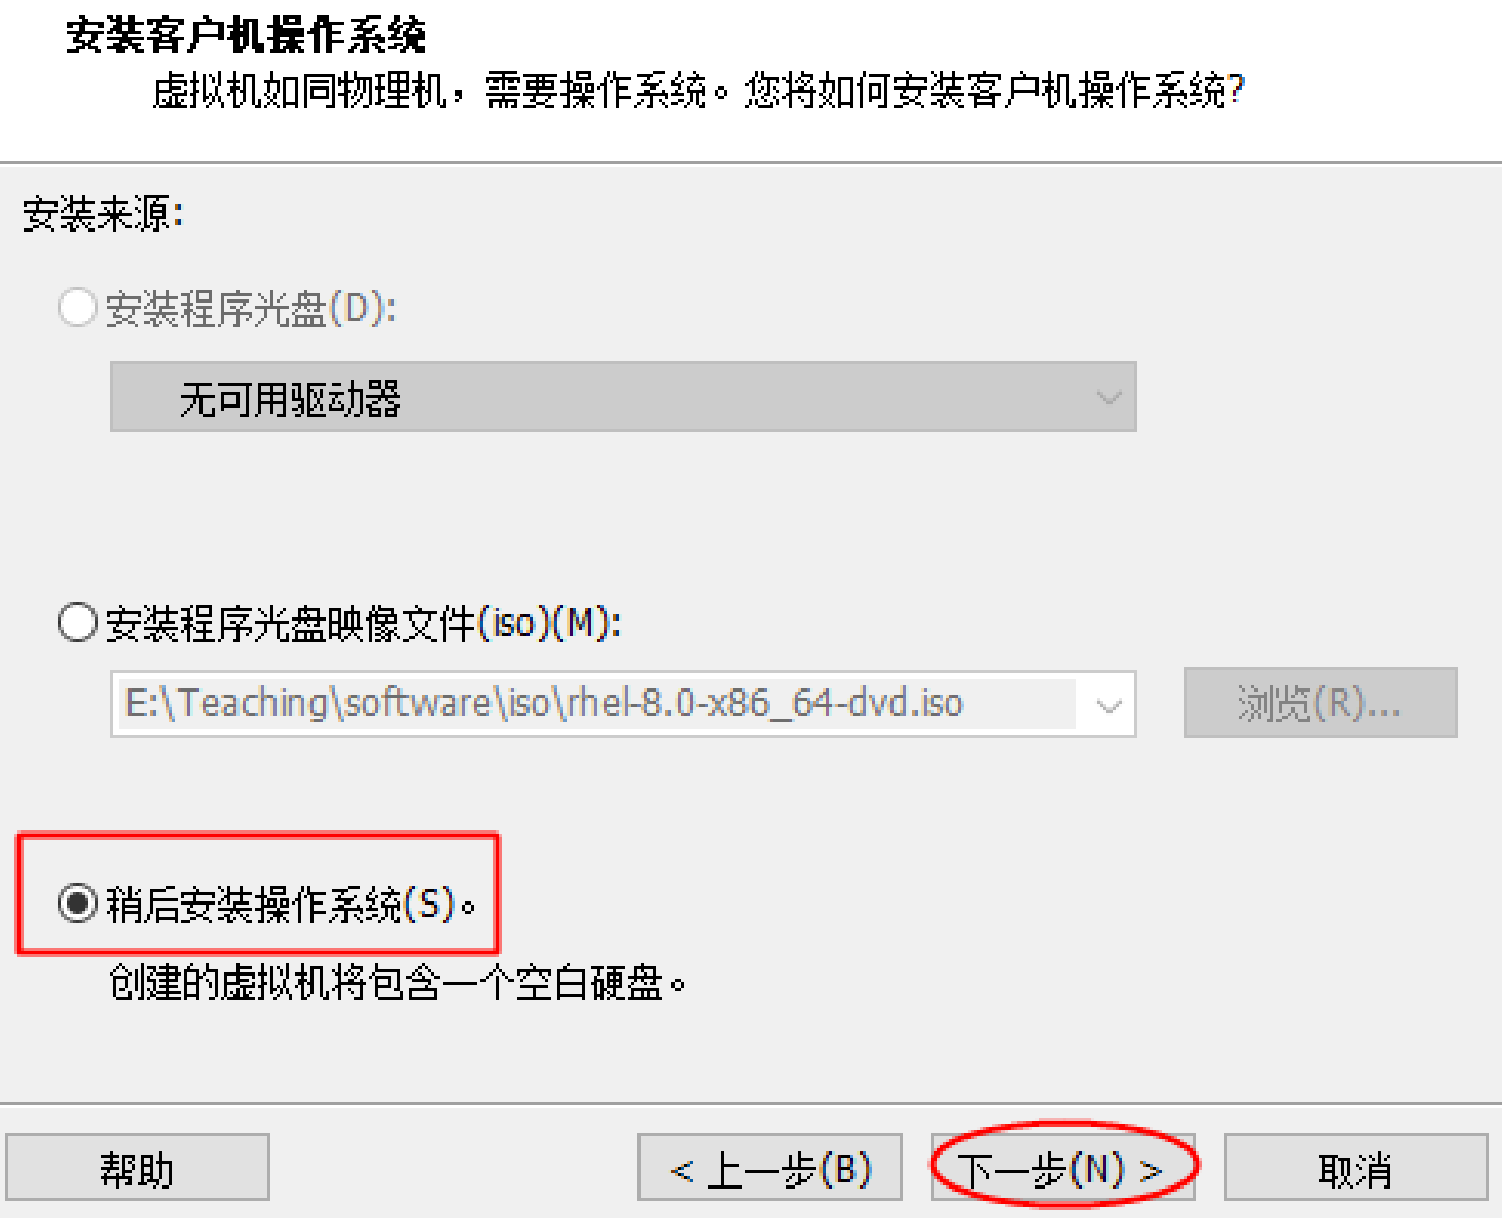 安装客户机操作系统
虚拟机如同物理机，需要操作系统。您将如何安装客户机操作系统?
安装来源:
安装程序光盘(D):
无可用驱动器
安装程序光盘映像文件(iso)(M):
E:\Teaching\software\iso\rhel-8.0-x86_64-dvd.iso
浏览(R)...
稍后安装操作系统(S)。
创建的虚拟机将包含一个空白硬盘。
帮助
< 上一步(B)
下一步(N) >
取消